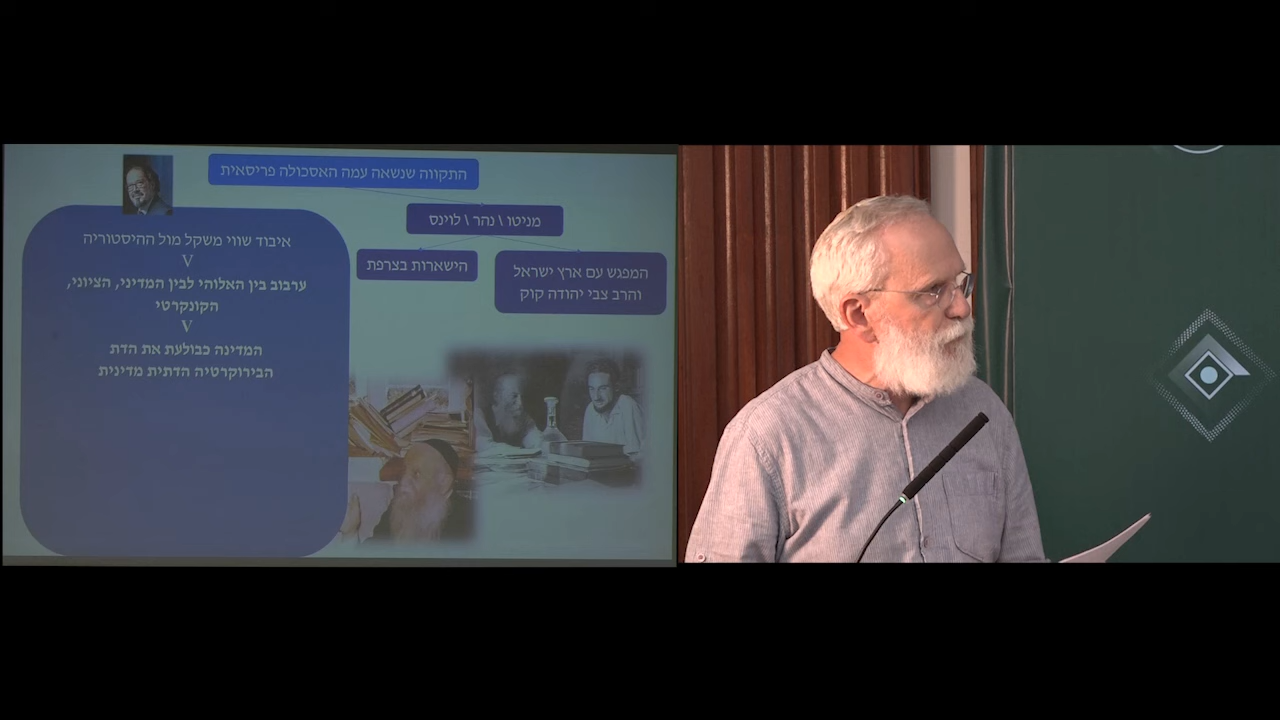 התקווה שנשאה עמה האסכולה פריסאית
מניטו \ נהר \ לוינס
המפגש עם ארץ ישראל
והרב צבי יהודה קוק
הישארות בצרפת
איבוד שווי משקל מול ההיסטוריה
V
ערבוב בין האלוהי לבין המדיני, הציוני,
הקונקרטי
V
המדינה כבולעת את הדת
הבירוקרטיה הדתית מדינית